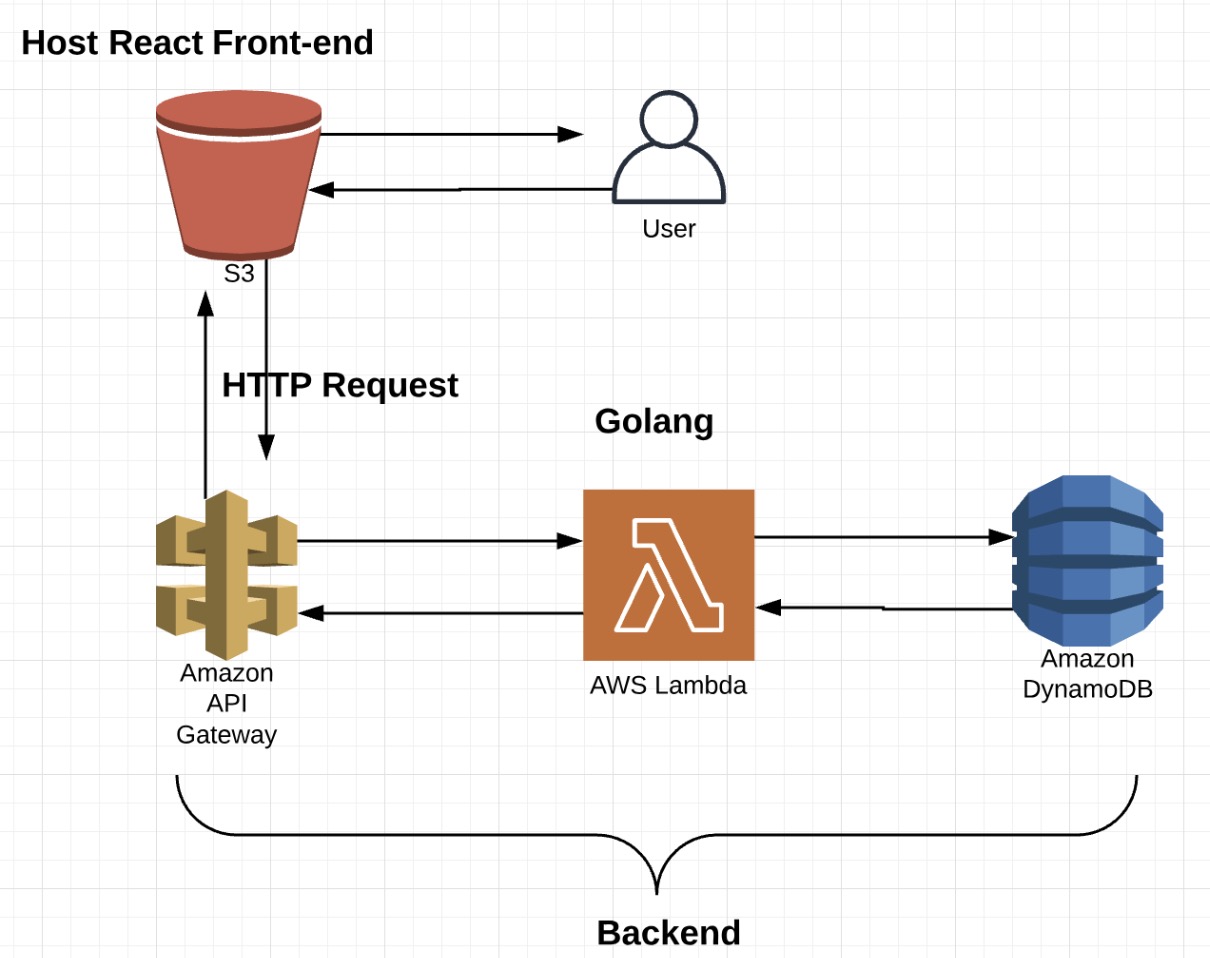 Host React Front-end
User
S3
HTTP Request
Golang
Amazon
API
Gateway
AWS Lambda
Amazon
DynamoDB
Backend